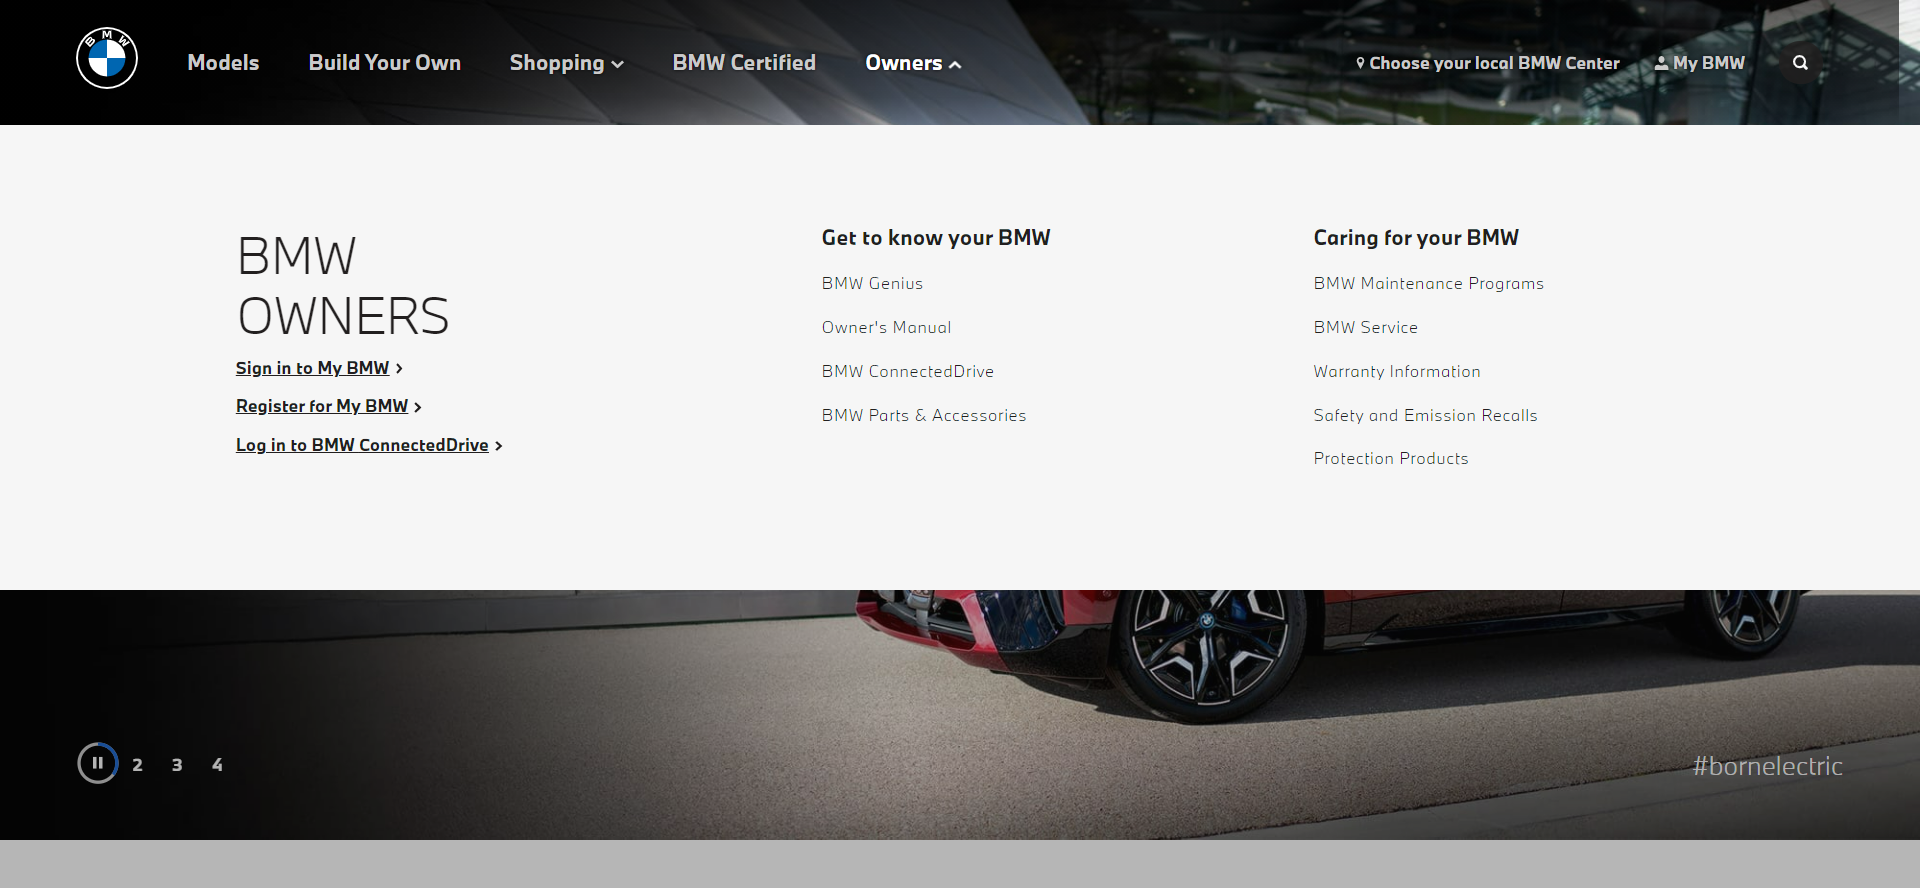 BMW
Models
Build Your Own
Shopping
BMW Certified
Owners
Choose your local BMW Center
My BMW
BMW
OWNERS
Sign in to My BMW
Register for My BMW
Log in to BMW ConnectedDrive
Get to know your BMW
BMW Genius
Owner's Manual
BMW ConnectedDrive
BMW Parts & Accessories
Caring for your BMW
BMW Maintenance Programs
BMW Service
Warranty Information
Safety and Emission Recalls
Protection Products
2 3 4
#bornelectric